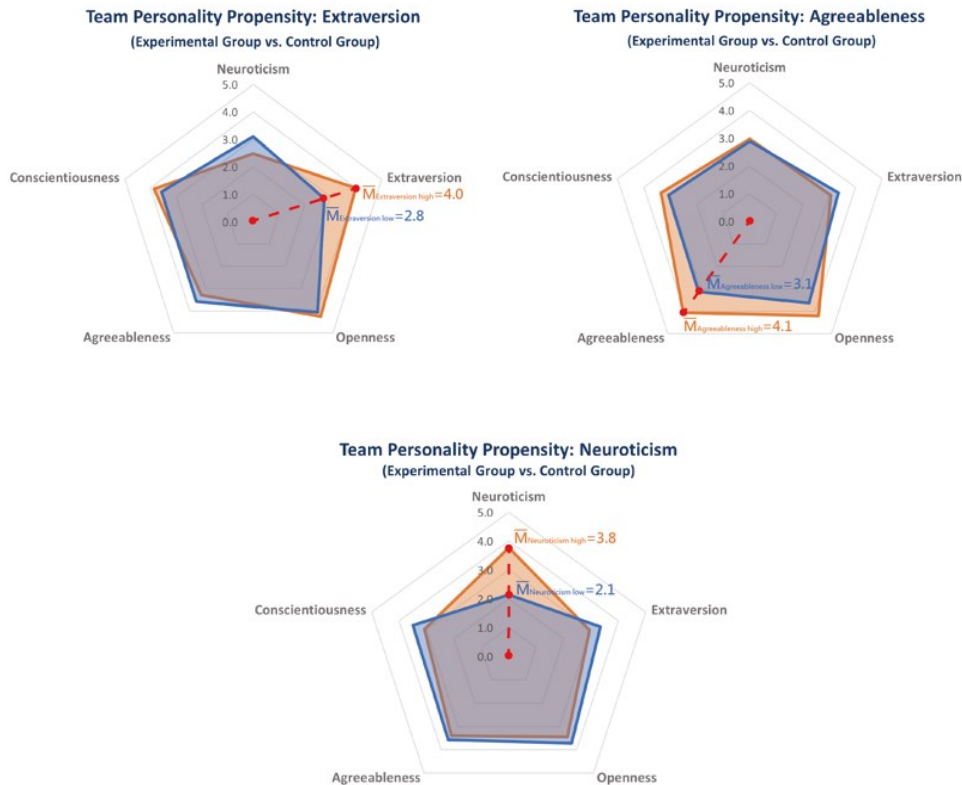 Team Personality Propensity: Extraversion
(Experimental Group vs. Control Group)
Neuroticism
5.0
4.0
3.0
2.0
1.0
0.0
Conscientiousness
Extraversion
M̅Extraversion high=4.0
M̅Extraversion low=2.8
Agreeableness
Openness
Team Personality Propensity: Agreeableness
(Experimental Group vs. Control Group)
Neuroticism
5.0
4.0
3.0
2.0
1.0
0.0
Conscientiousness
Extraversion
M̅Agreeableness low=3.1
M̅Agreeableness high=4.1
Agreeableness
Openness
Team Personality Propensity: Neuroticism
(Experimental Group vs. Control Group)
Neuroticism
5.0
4.0
3.0
2.0
1.0
0.0
M̅Neuroticism high=3.8
M̅Neuroticism low=2.1
Conscientiousness
Extraversion
Agreeableness
Openness